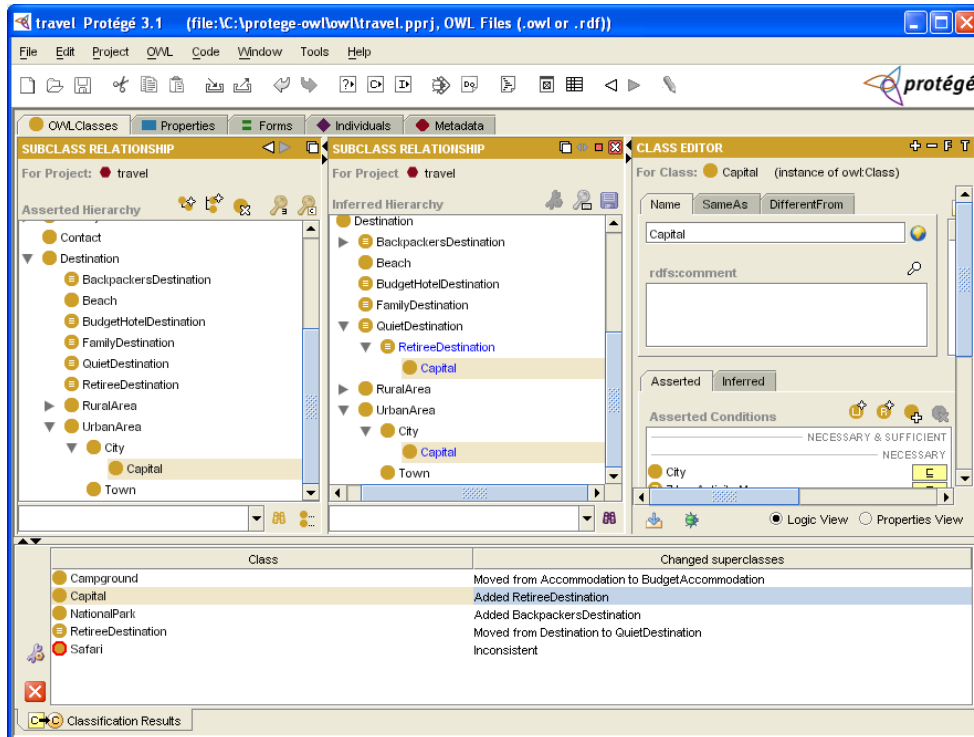 travel Protégé 3.1 (file:\C:\protege-owl\owl\travel.pprj, OWL Files (.owl or .rdf))
File Edit Project OWL Code Window Tools Help
protégé
OWLClasses Properties Forms Individuals Metadata
SUBCLASS RELATIONSHIP
For Project: travel
Asserted Hierarchy
Contact
Destination
BackpackersDestination
Beach
BudgetHotelDestination
FamilyDestination
QuietDestination
RetireeDestination
RuralArea
UrbanArea
City
Capital
Town
SUBCLASS RELATIONSHIP
For Project travel
Inferred Hierarchy
Destination
BackpackersDestination
Beach
BudgetHotelDestination
FamilyDestination
QuietDestination
RetireeDestination
Capital
RuralArea
UrbanArea
City
Capital
Town
CLASS EDITOR
For Class: Capital (instance of owl:Class)
Name SameAs DifferentFrom
Capital
rdfs:comment
Asserted Inferred
Asserted Conditions
NECESSARY & SUFFICIENT
NECESSARY
City
Logic View Properties View
Class Changed superclasses
Campground Moved from Accommodation to BudgetAccommodation
Capital Added RetireeDestination
NationalPark Added BackpackersDestination
RetireeDestination Moved from Destination to QuietDestination
Safari Inconsistent
Classification Results